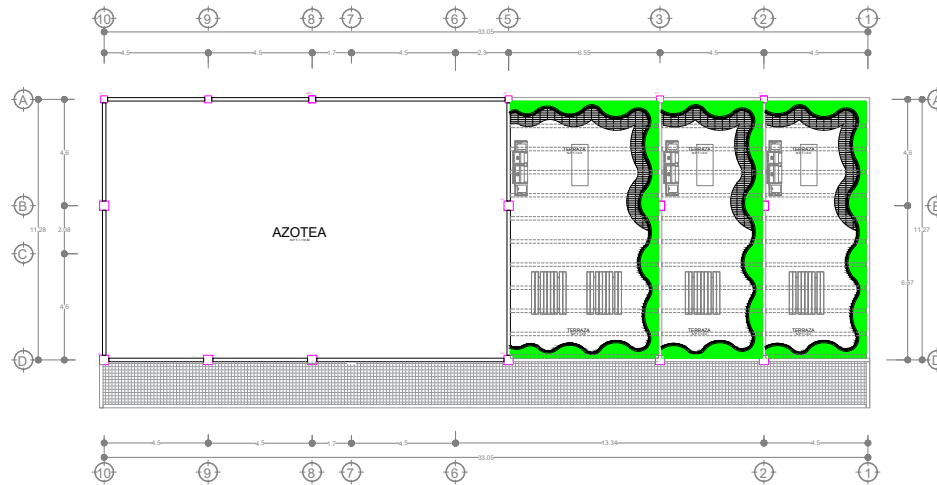 10 9 8 7 6 5 3 2 1
33.05
4.5 4.5 1.7 4.5 2.3 6.55 4.5 4.5
A A
4.6 4.6
TERRAZA TERRAZA TERRAZA
B B
11.28 2.08 11.27
AZOTEA
C
6.67
4.6
TERRAZA TERRAZA TERRAZA
D D
4.5 4.5 1.7 4.5 13.34 4.5
33.05
10 9 8 7 6 2 1